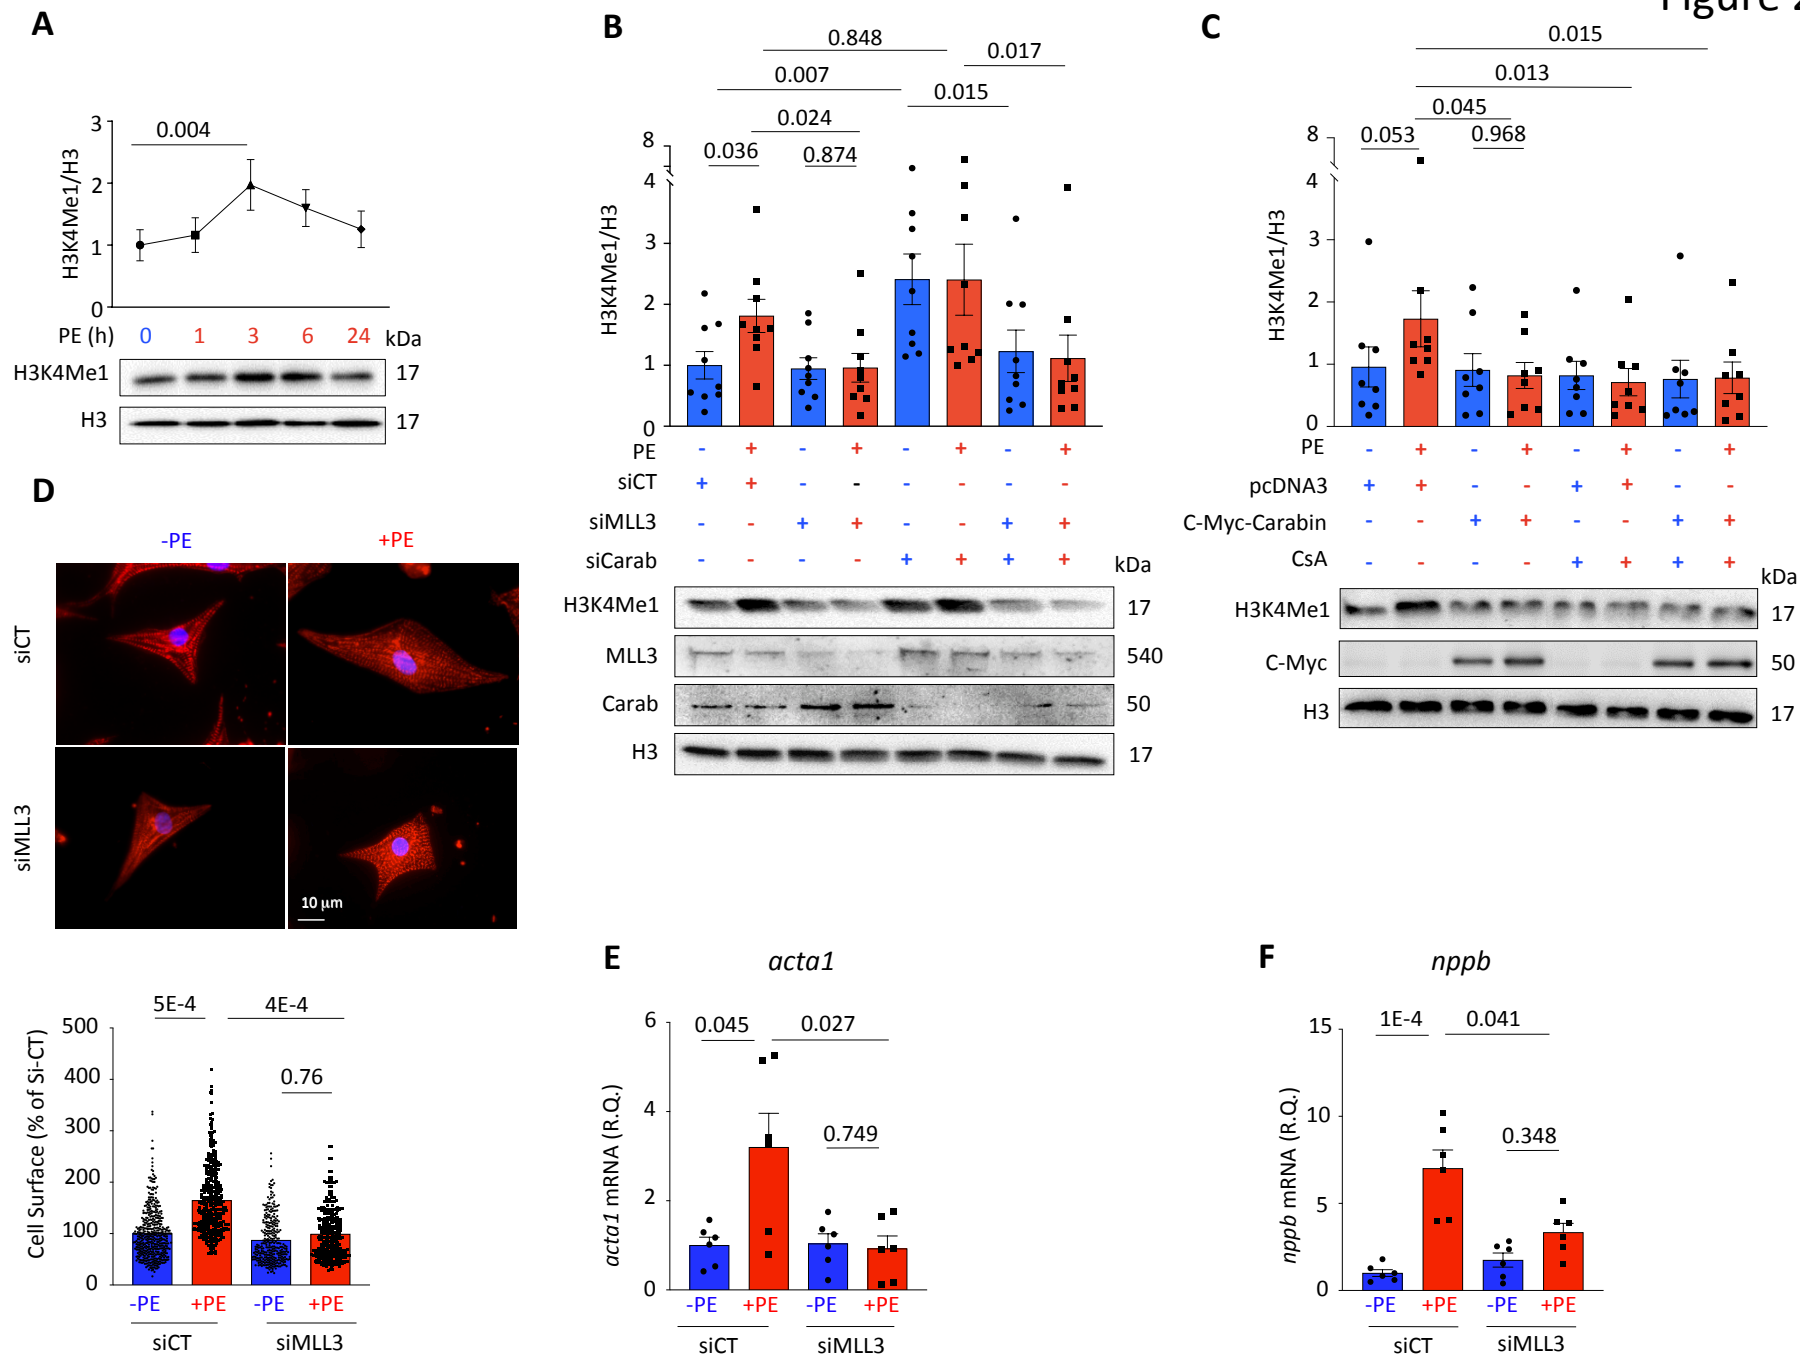 Figure 2
A
3
0.004
2
1
0
H3K4Me1/H3
PE (h) 0 1 3 6 24 kDa
H3K4Me1 17
H3 17
B
0.848
0.017
0.007
0.015
0.024
0.036
0.874
8
4
3
2
1
0
H3K4Me1/H3
PE - + - + - + - +
siCT + + - - - - - -
siMLL3 - - + + - - + +
siCarab - - - - + + + +
kDa
H3K4Me1 17
MLL3 540
Carab 50
H3 17
C
0.015
0.013
0.045
0.053
0.968
8
4
3
2
1
0
H3K4Me1/H3
PE - + - + - + - +
pcDNA3 + + - - + + - -
C-Myc-Carabin - - + + - - + +
CsA - - - - + + + +
kDa
H3K4Me1 17
C-Myc 50
H3 17
D
-PE +PE
siCT
siMLL3
10 μm
5E-4
4E-4
0.76
500
400
300
200
100
0
Cell Surface (% of Si-CT)
-PE +PE -PE +PE
siCT siMLL3
E
acta1
6
0.045
0.027
4
0.749
2
0
acta1 mRNA (R.Q.)
-PE +PE -PE +PE
siCT siMLL3
F
nppb
15
1E-4
0.041
10
0.348
5
0
nppb mRNA (R.Q.)
-PE +PE -PE +PE
siCT siMLL3